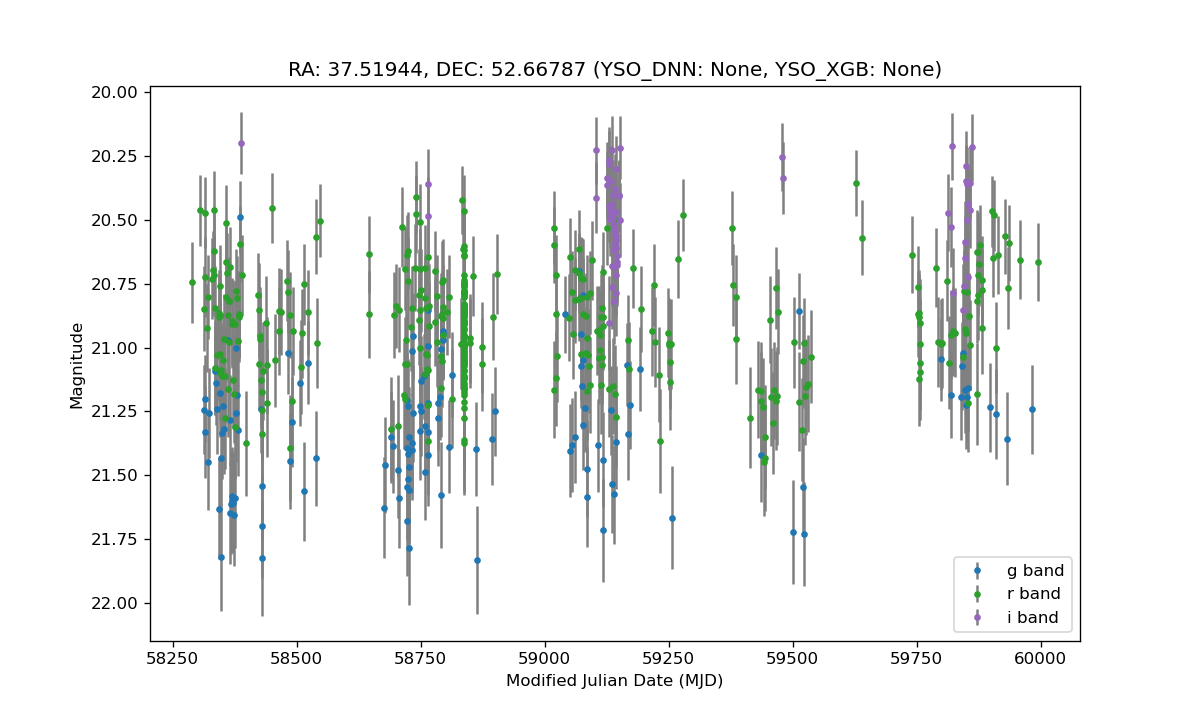 RA: 37.51944, DEC: 52.66787 (YSO_DNN: None, YSO_XGB: None)
Magnitude
20.00
20.25
20.50
20.75
21.00
21.25
21.50
21.75
22.00
g band
r band
i band
58250 58500 58750 59000 59250 59500 59750 60000
Modified Julian Date (MJD)